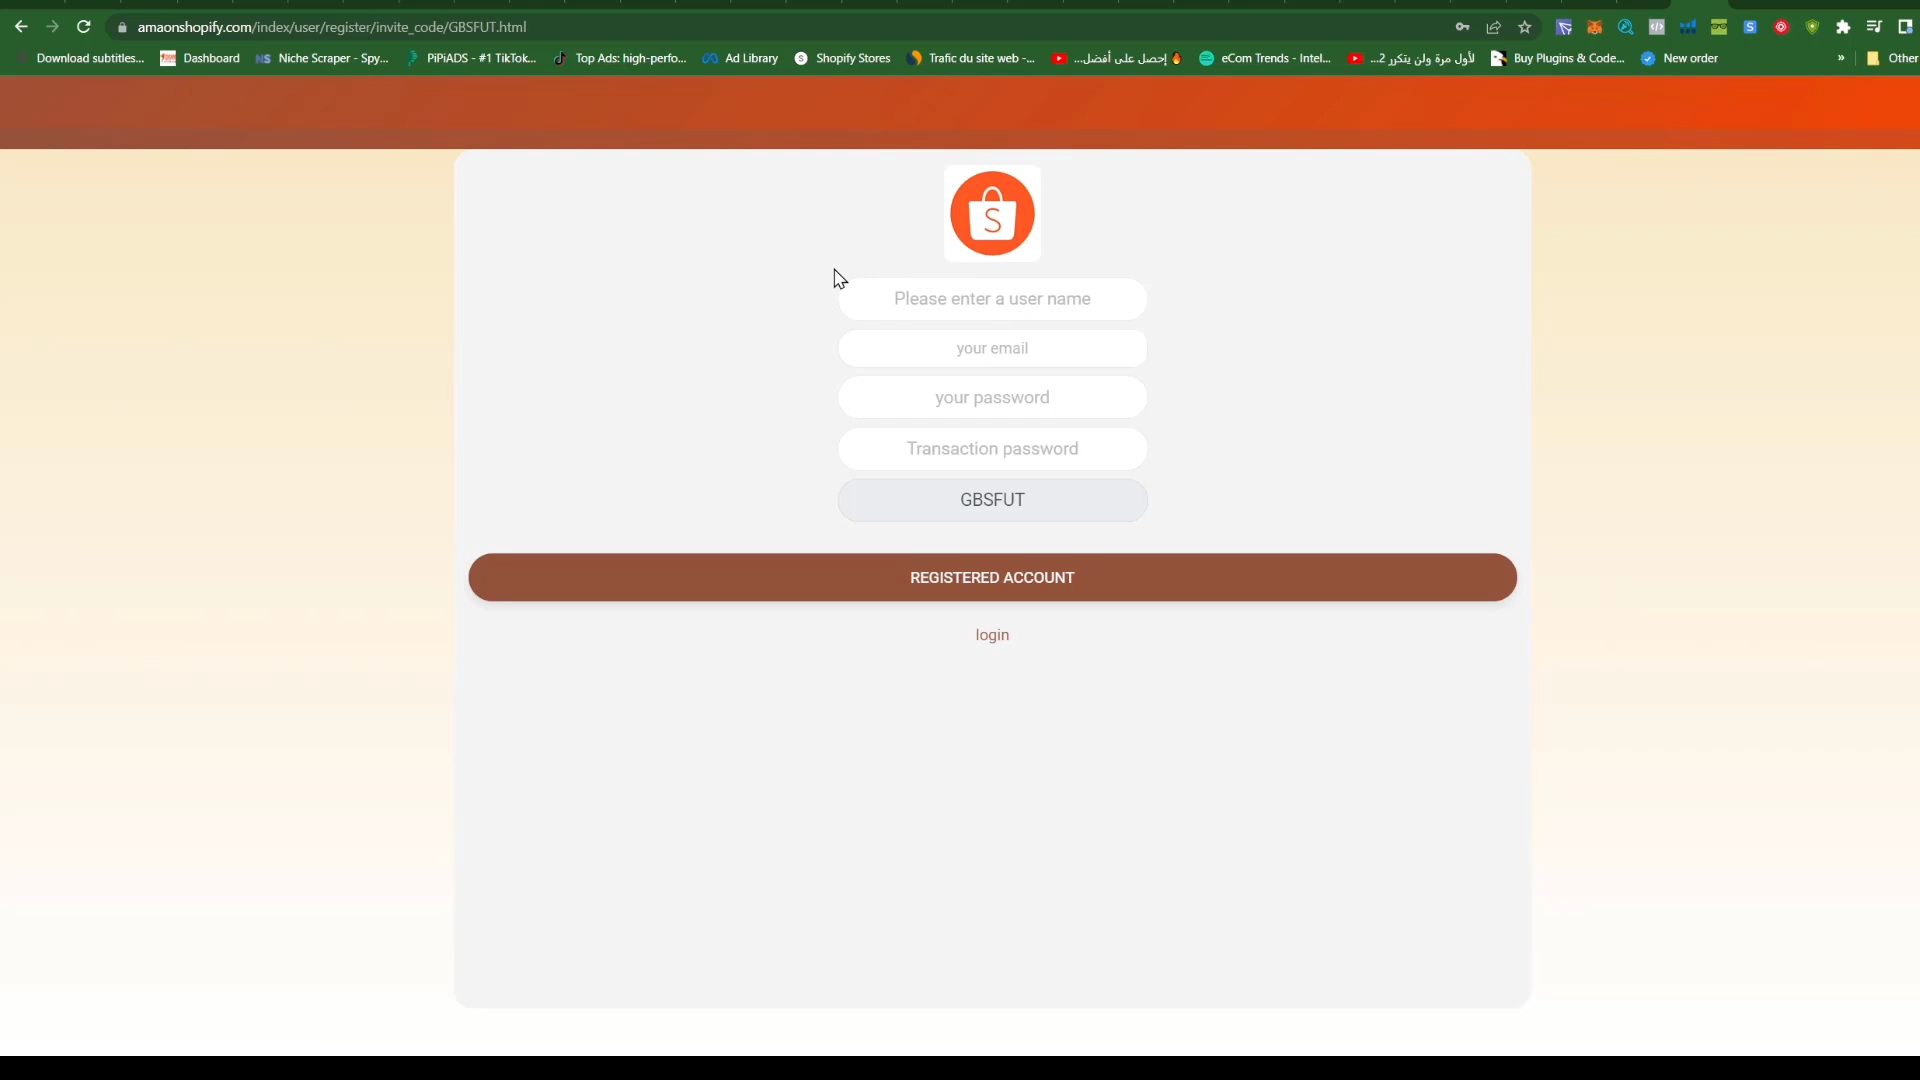 amaonshopify.com/index/user/register/invite_code/GBSFUT.html
Download subtitles... Dashboard NS Niche Scraper - Spy... PiPiADS - #1 TikTok... Top Ads: high-perfo... Ad Library Shopify Stores Trafic du site web -... إحصل على أفضل... eCom Trends - Intel... لأول مرة ولن يتكرر 2... Buy Plugins & Code... New order » Other
S
Please enter a user name
your email
your password
Transaction password
GBSFUT
REGISTERED ACCOUNT
login